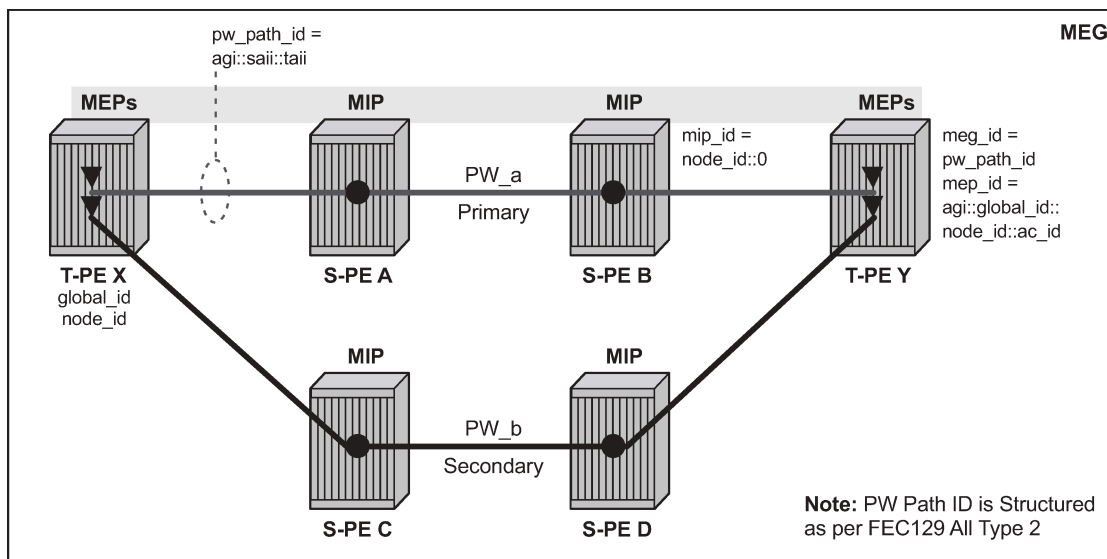 MEG
pw_path_id =
agi::saii::taii
MEPs
MIP
MIP
MEPs
mip_id =
node_id::0
meg_id =
pw_path_id
mep_id =
agi::global_id::
node_id::ac_id
PW_a
Primary
T-PE X
global_id
node_id
S-PE A
S-PE B
T-PE Y
MIP
MIP
PW_b
Secondary
S-PE C
S-PE D
Note: PW Path ID is Structured
as per FEC129 All Type 2